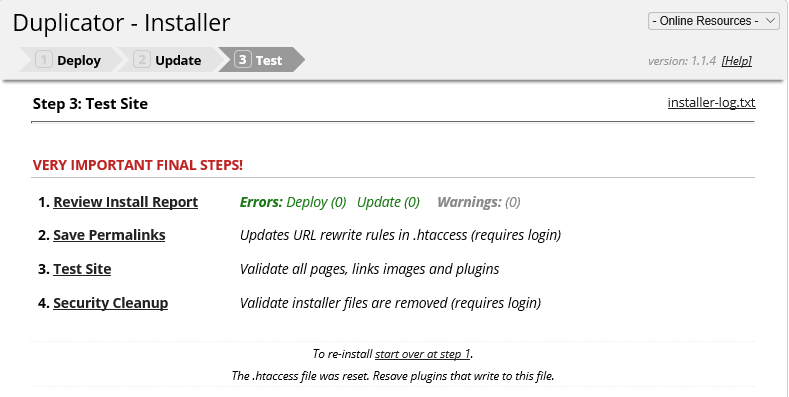 Duplicator - Installer
- Online Resources -
1 Deploy 2 Update 3 Test
version: 1.1.4 [Help]
Step 3: Test Site
installer-log.txt
VERY IMPORTANT FINAL STEPS!
1. Review Install Report Errors: Deploy (0) Update (0) Warnings: (0)
2. Save Permalinks Updates URL rewrite rules in .htaccess (requires login)
3. Test Site Validate all pages, links images and plugins
4. Security Cleanup Validate installer files are removed (requires login)
To re-install start over at step 1.
The .htaccess file was reset. Resave plugins that write to this file.